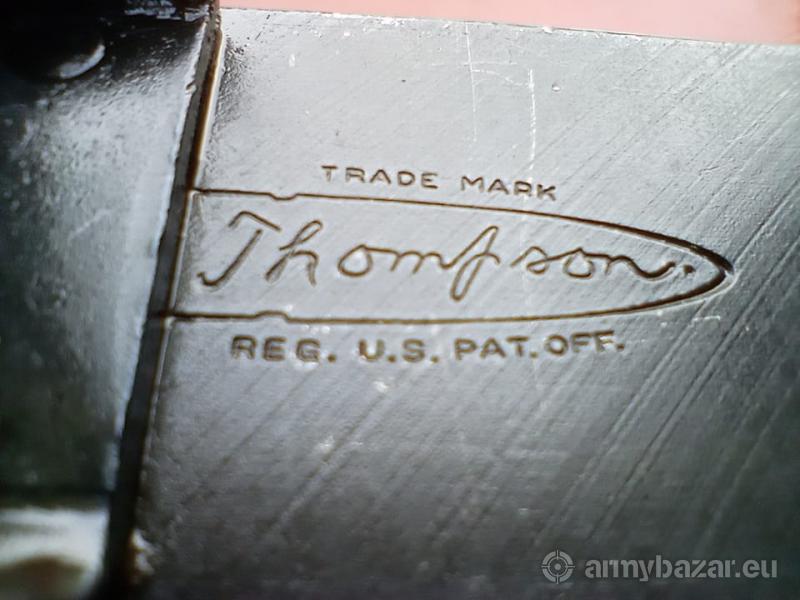 TRADE MARK
Thompson.
REG. U.S. PAT. OFF.
armybazar.eu